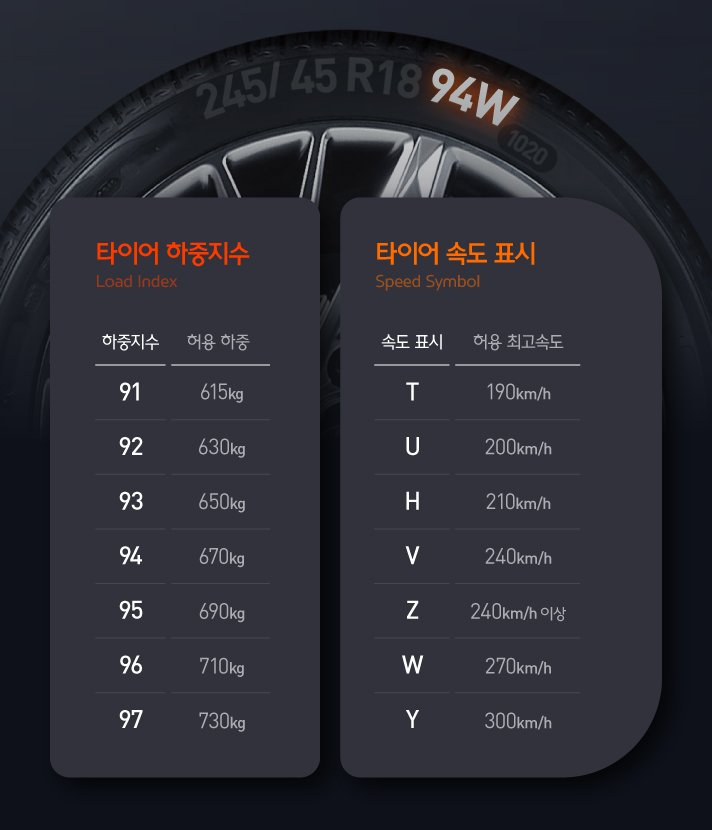 245/ 45 R18 94W
1020
타이어 하중지수
Load Index
하중지수 허용 하중
91 615kg
92 630kg
93 650kg
94 670kg
95 690kg
96 710kg
97 730kg
타이어 속도 표시
Speed Symbol
속도 표시 허용 최고속도
T 190km/h
U 200km/h
H 210km/h
V 240km/h
Z 240km/h 이상
W 270km/h
Y 300km/h